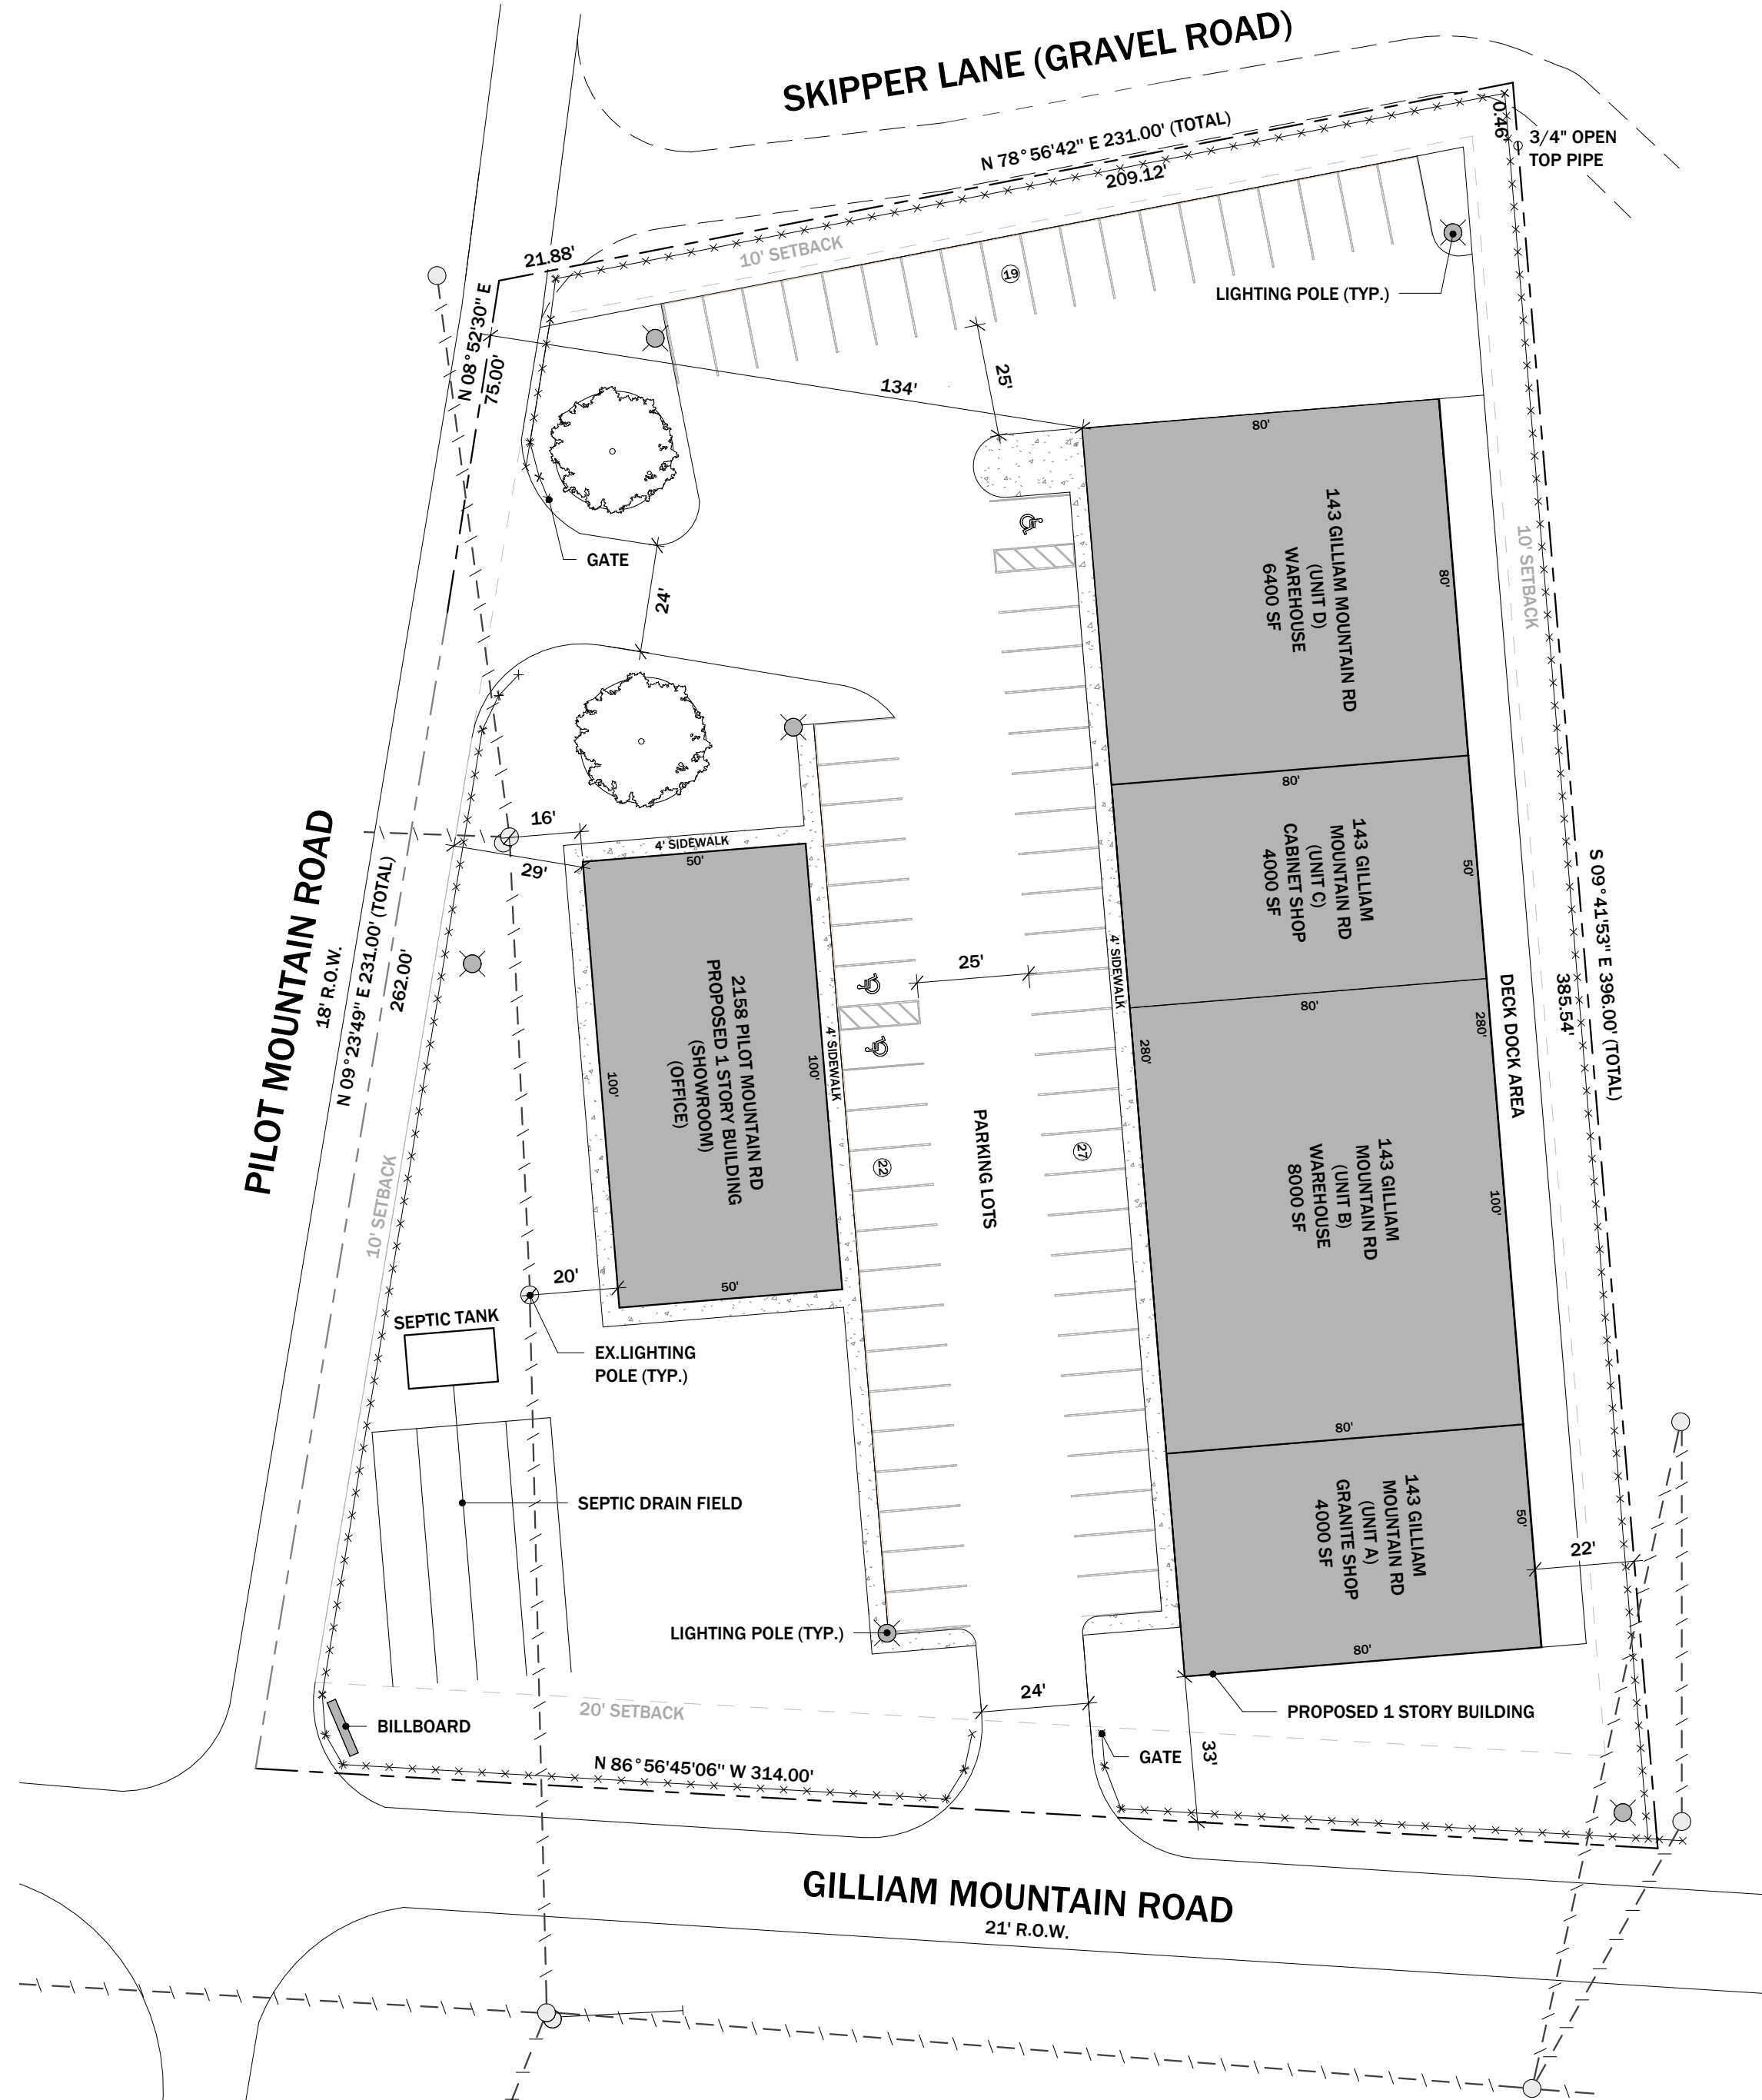 SKIPPER LANE (GRAVEL ROAD)
N 78°56'42" E 231.00' (TOTAL)
209.12'
0.46'
3/4" OPEN
TOP PIPE
21.88'
10' SETBACK
19
LIGHTING POLE (TYP.)
N 08°52'30" E
75.00'
134'
25'
80'
GATE
24'
143 GILLIAM MOUNTAIN RD
(UNIT D)
WAREHOUSE
6400 SF
80'
10' SETBACK
80'
16'
29'
4' SIDEWALK
50'
143 GILLIAM
MOUNTAIN RD
(UNIT C)
CABINET SHOP
4000 SF
50'
S 09°41'53" E 396.00' (TOTAL)
385.54'
PILOT MOUNTAIN ROAD
18' R.O.W.
N 09°23'49" E 231.00' (TOTAL)
262.00'
25'
4' SIDEWALK
80'
280'
280'
DECK DOCK AREA
2158 PILOT MOUNTAIN RD
PROPOSED 1 STORY BUILDING
(SHOWROOM)
(OFFICE)
100'
100'
4' SIDEWALK
22
PARKING LOTS
27
143 GILLIAM
MOUNTAIN RD
(UNIT B)
WAREHOUSE
8000 SF
100'
10' SETBACK
20'
50'
SEPTIC TANK
EX.LIGHTING
POLE (TYP.)
80'
SEPTIC DRAIN FIELD
143 GILLIAM
MOUNTAIN RD
(UNIT A)
GRANITE SHOP
4000 SF
50'
22'
LIGHTING POLE (TYP.)
80'
24'
20' SETBACK
PROPOSED 1 STORY BUILDING
BILLBOARD
GATE
33'
N 86°56'45'06" W 314.00'
GILLIAM MOUNTAIN ROAD
21' R.O.W.